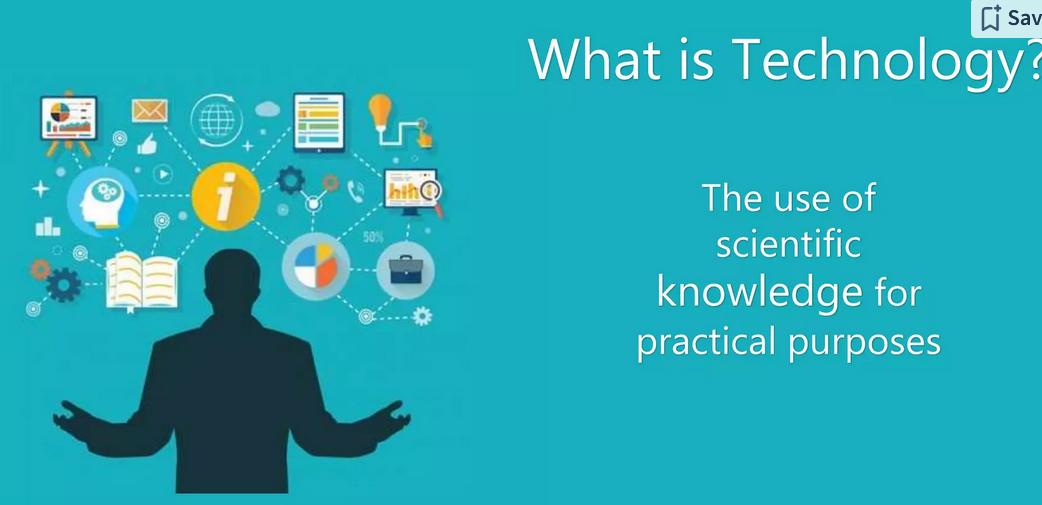 Sav
What is Technology?
The use of
scientific
knowledge for
practical purposes
i
50%